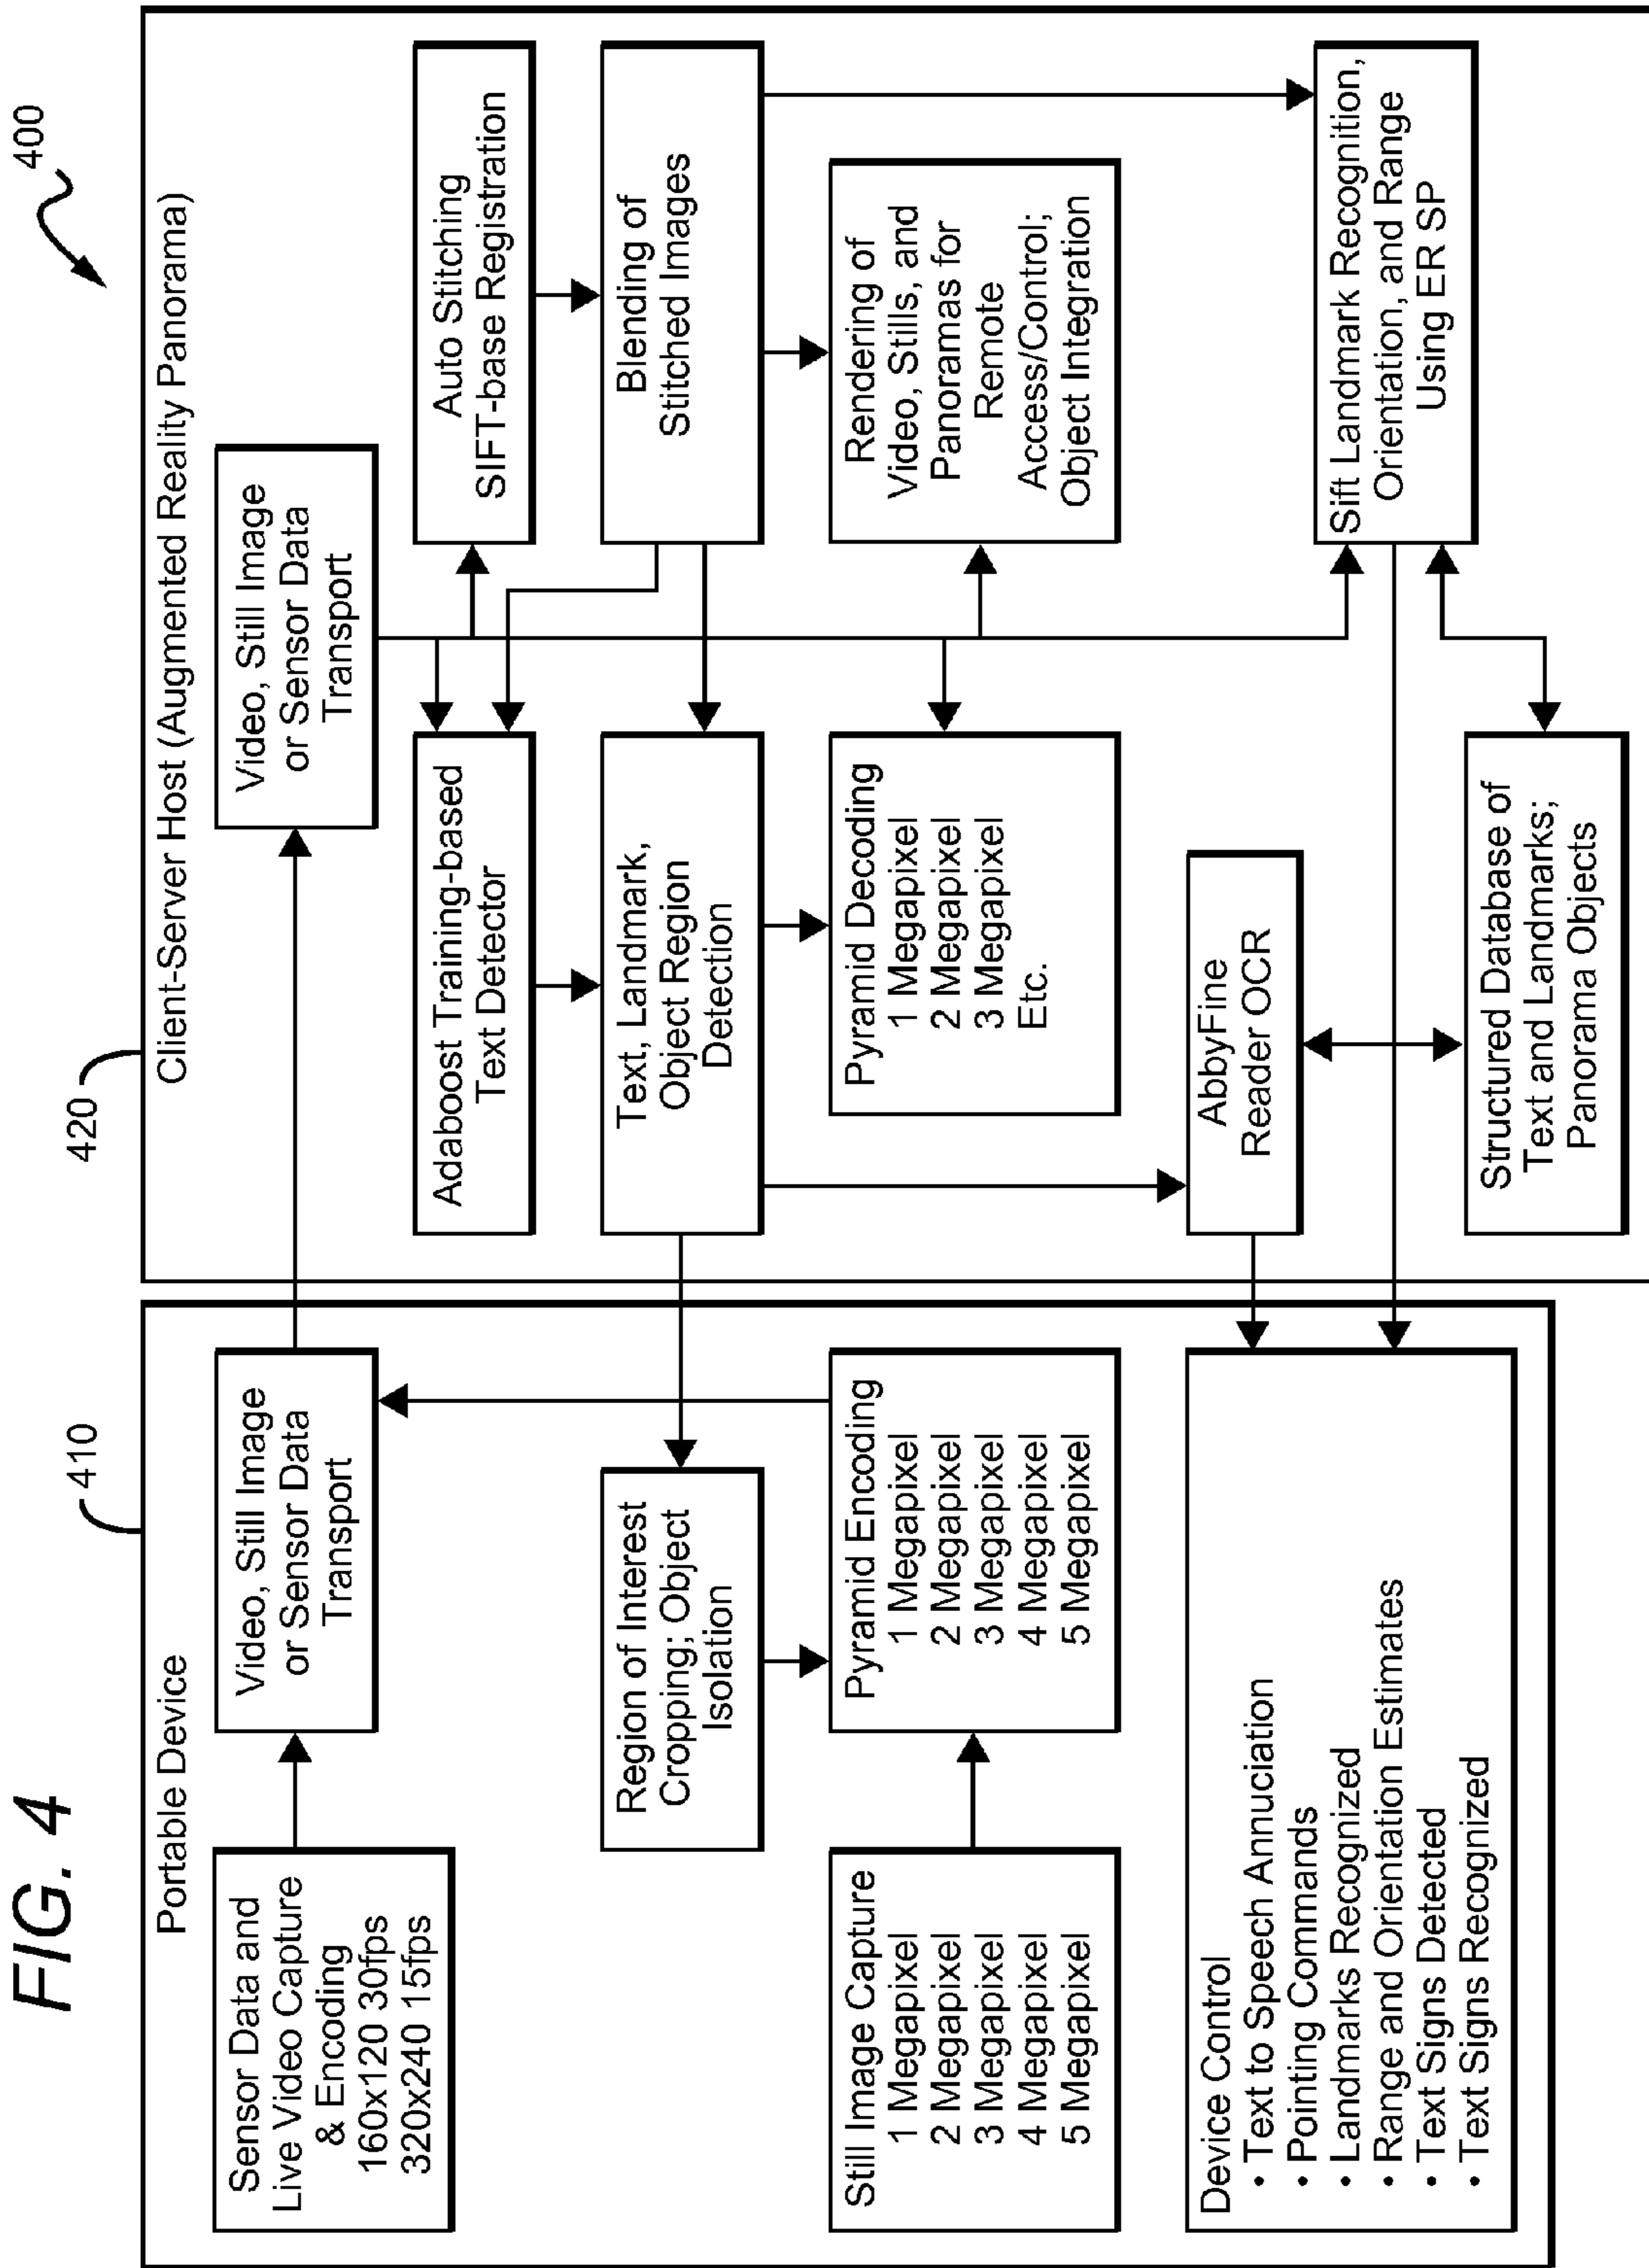 FIG. 4
400
410
Portable Device
Sensor Data and
Live Video Capture
& Encoding
160x120 30fps
320x240 15fps
Video, Still Image
or Sensor Data
Transport
Region of Interest
Cropping; Object
Isolation
Still Image Capture
1 Megapixel
2 Megapixel
3 Megapixel
4 Megapixel
5 Megapixel
Pyramid Encoding
1 Megapixel
2 Megapixel
3 Megapixel
4 Megapixel
5 Megapixel
Device Control
• Text to Speech Annuciation
• Pointing Commands
• Landmarks Recognized
• Range and Orientation Estimates
• Text Signs Detected
• Text Signs Recognized
420
Client-Server Host (Augmented Reality Panorama)
Video, Still Image
or Sensor Data
Transport
Adaboost Training-based
Text Detector
Auto Stitching
SIFT-base Registration
Text, Landmark,
Object Region
Detection
Blending of
Stitched Images
Pyramid Decoding
1 Megapixel
2 Megapixel
3 Megapixel
Etc.
Rendering of
Video, Stills, and
Panoramas for
Remote
Access/Control;
Object Integration
AbbyFine
Reader OCR
Sift Landmark Recognition,
Orientation, and Range
Using ER SP
Structured Database of
Text and Landmarks;
Panorama Objects